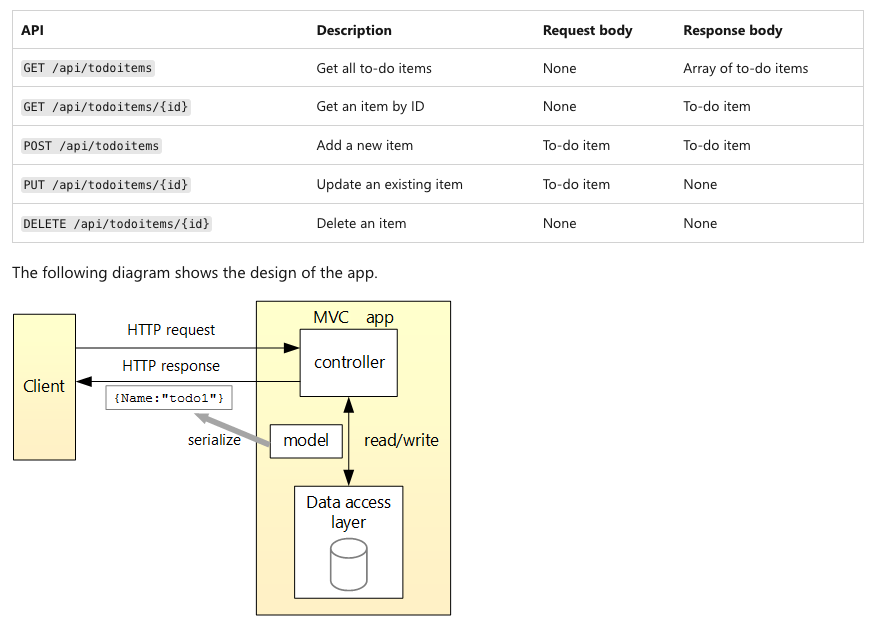 API Description Request body Response body
GET /api/todoitems Get all to-do items None Array of to-do items
GET /api/todoitems/{id} Get an item by ID None To-do item
POST /api/todoitems Add a new item To-do item To-do item
PUT /api/todoitems/{id} Update an existing item To-do item None
DELETE /api/todoitems/{id} Delete an item None None
The following diagram shows the design of the app.
MVC app
HTTP request
controller
HTTP response
Client
{Name:"todo1"}
serialize
model
read/write
Data access
layer